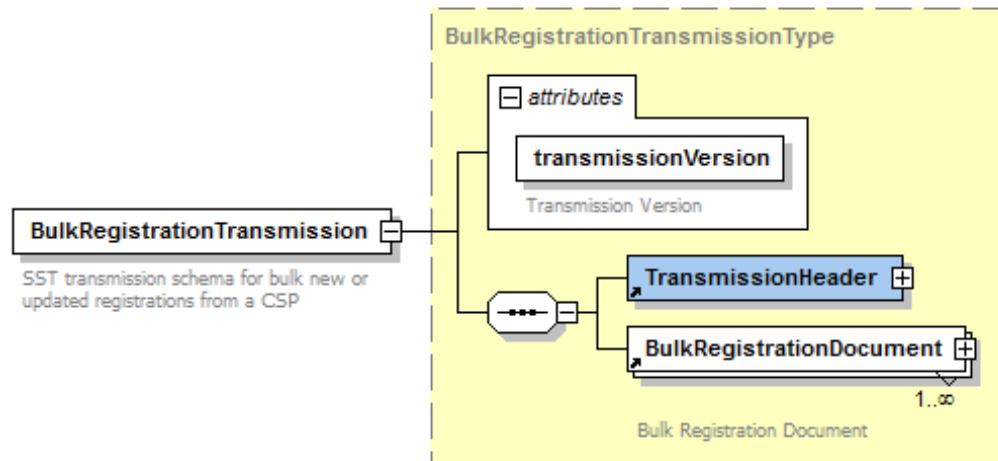 BulkRegistrationTransmissionType
attributes
transmissionVersion
Transmission Version
BulkRegistrationTransmission
SST transmission schema for bulk new or
updated registrations from a CSP
TransmissionHeader
BulkRegistrationDocument
1..∞
Bulk Registration Document